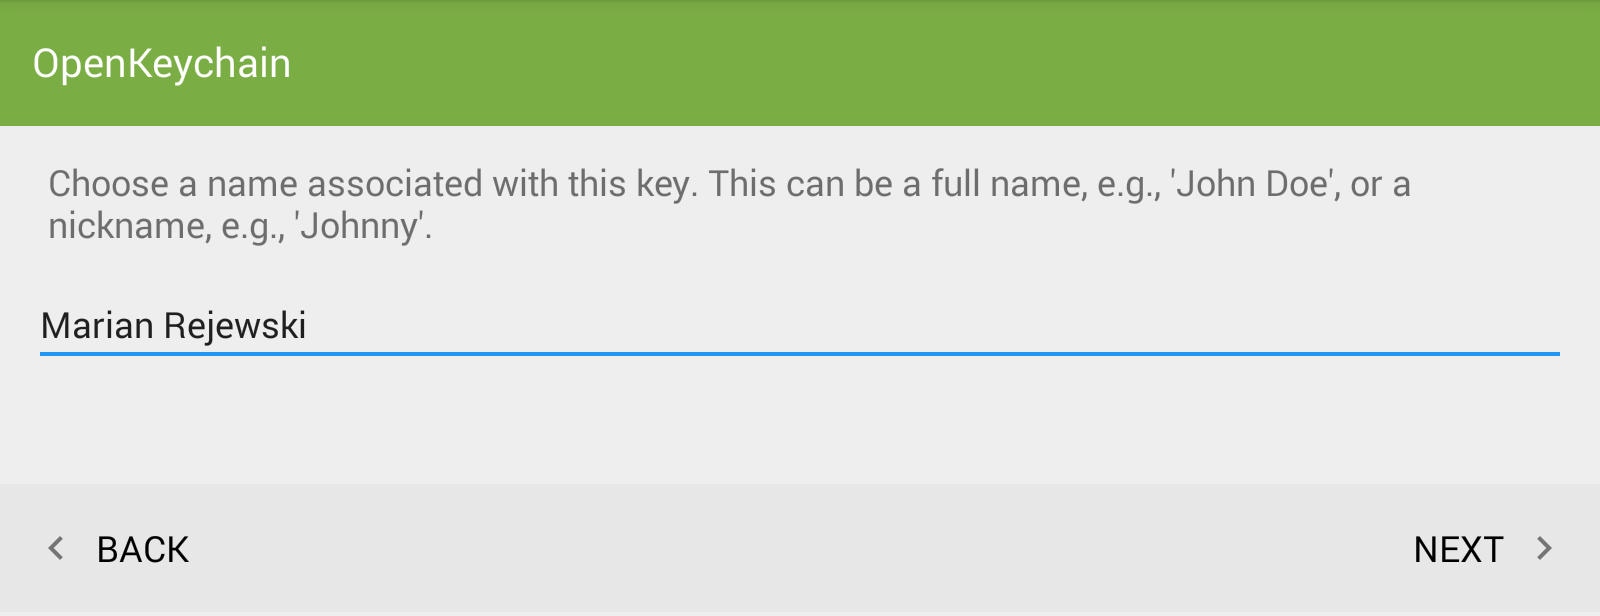 OpenKeychain
Choose a name associated with this key. This can be a full name, e.g., 'John Doe', or a
nickname, e.g., 'Johnny'.
Marian Rejewski
BACK
NEXT